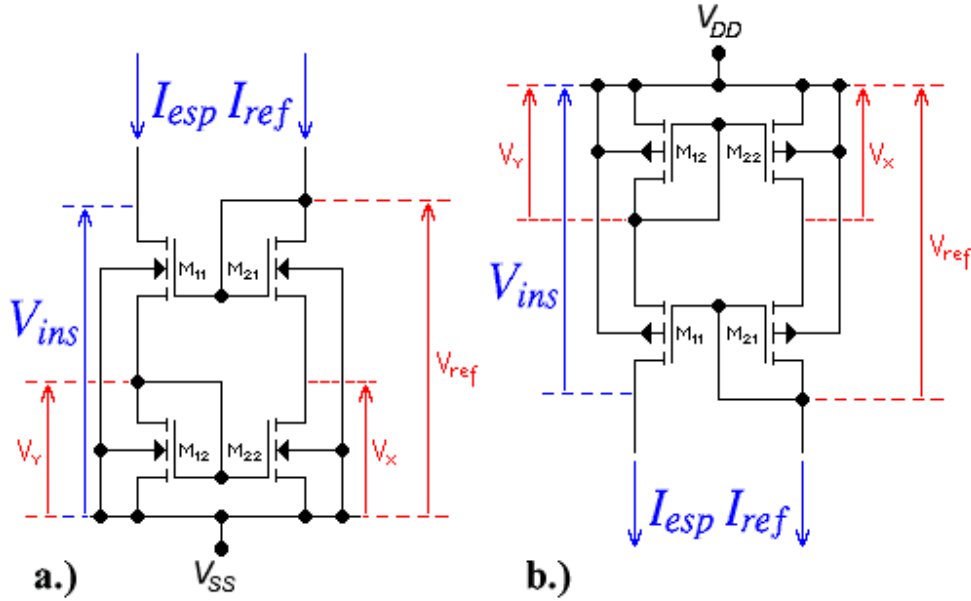 I_esp I_ref
M_11 M_21
V_ins
V_ref
V_Y
M_12 M_22
V_X
V_SS
a.)
V_DD
V_Y
M_12 M_22
V_X
V_ins
V_ref
M_11 M_21
I_esp I_ref
b.)